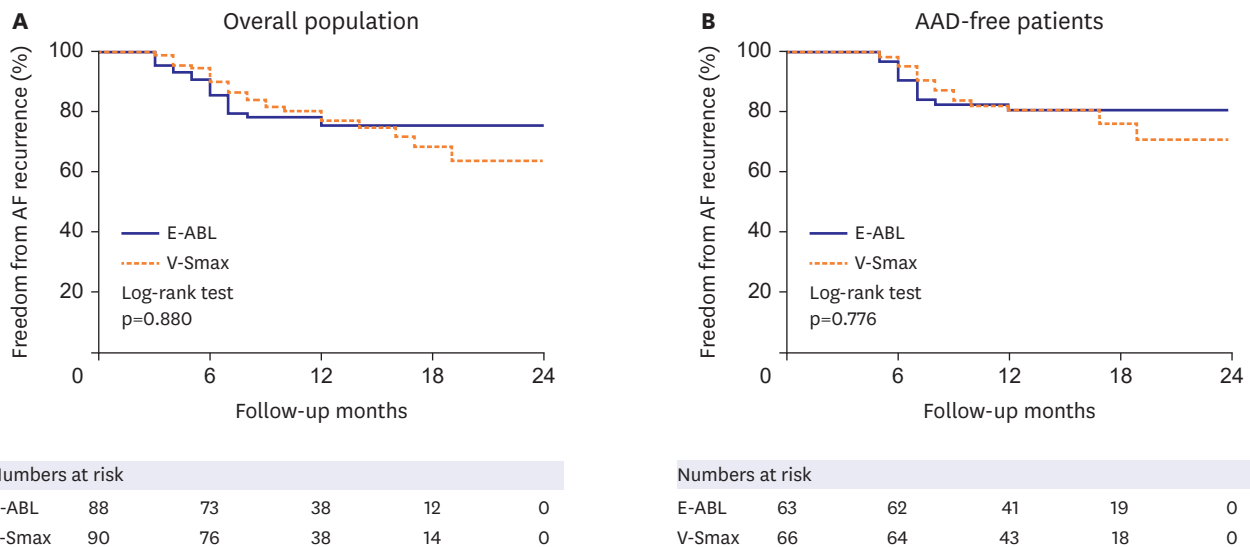 A
Overall population
Freedom from AF recurrence (%)
100
80
60
40
20
0
6
12
18
24
E-ABL
V-Smax
Log-rank test
p=0.880
Follow-up months
Numbers at risk
-ABL 88 73 38 12 0
-Smax 90 76 38 14 0
B
AAD-free patients
Freedom from AF recurrence (%)
100
80
60
40
20
0
6
12
18
24
E-ABL
V-Smax
Log-rank test
p=0.776
Follow-up months
Numbers at risk
E-ABL 63 62 41 19 0
V-Smax 66 64 43 18 0